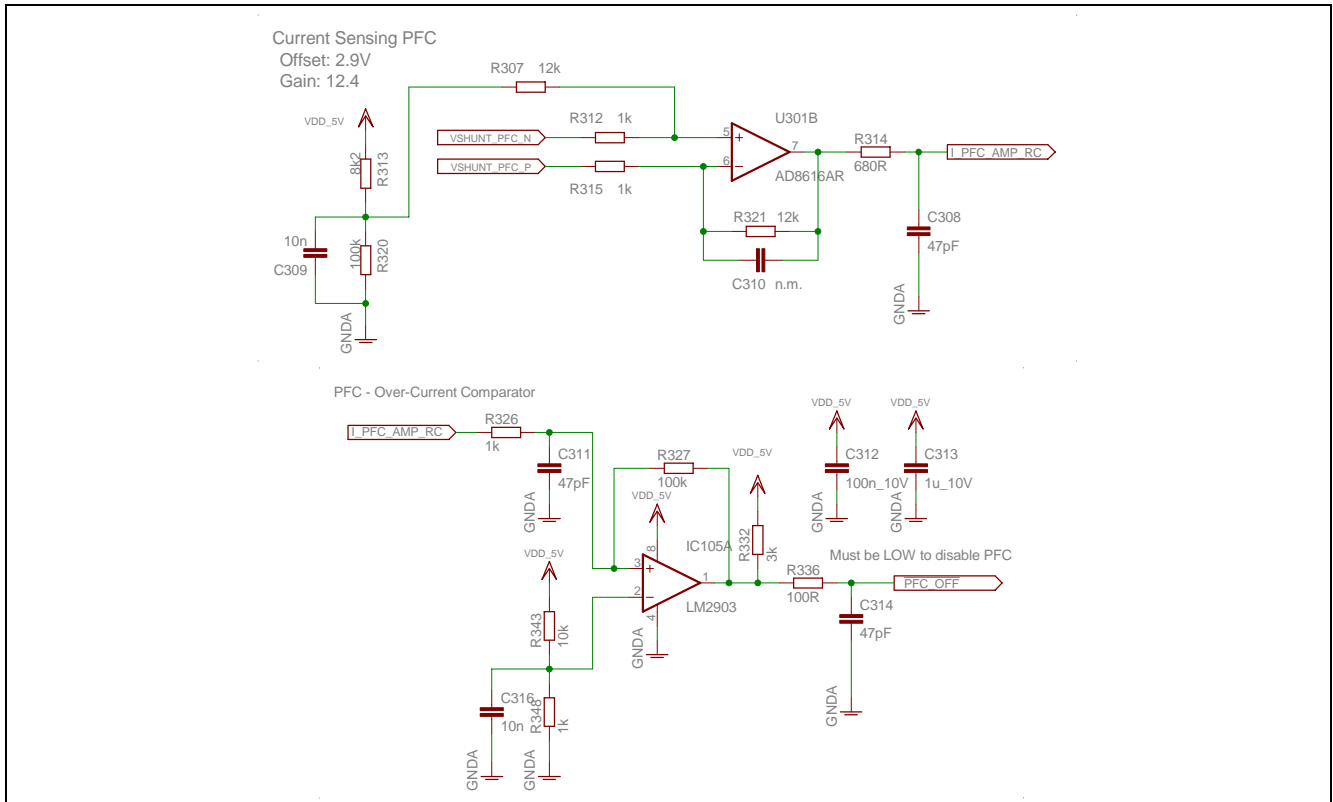 Current Sensing PFC
Offset: 2.9V
Gain: 12.4
R307 12k
VDD_5V
R312 1k
U301B
VSHUNT_PFC_N
5
+
7
R314
680R
I_PFC_AMP_RC
8k2
R313
VSHUNT_PFC_P
6
-
AD8616AR
R315 1k
R321 12k
C308
47pF
10n
C309
100k
R320
C310 n.m.
GNDA
GNDA
PFC - Over-Current Comparator
VDD_5V
VDD_5V
I_PFC_AMP_RC
R326
1k
C311
47pF
R327
100k
VDD_5V
C312
100n_10V
C313
1u_10V
GNDA
VDD_5V
GNDA
GNDA
8
IC105A
R332
3k
Must be LOW to disable PFC
VDD_5V
3
+
1
R336
100R
PFC_OFF
2
-
LM2903
4
C314
47pF
R343
10k
GNDA
C316
10n
R348
1k
GNDA
GNDA
GNDA